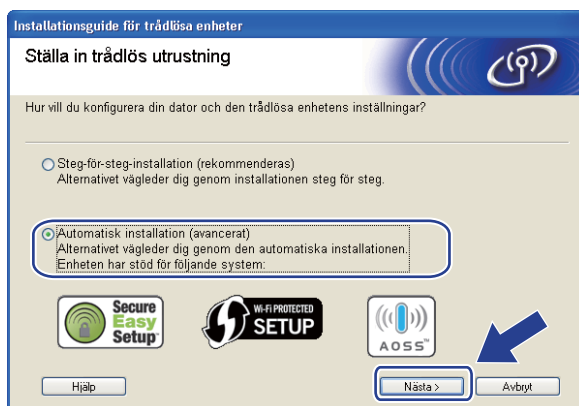 Installationsguide för trådlösa enheter
Ställa in trådlös utrustning
Hur vill du konfigurera din dator och den trådlösa enhetens inställningar?
Steg-för-steg-installation (rekommenderas)
Alternativet vägleder dig genom installationen steg för steg.
Automatisk installation (avancerat)
Alternativet vägleder dig genom den automatiska installationen.
Enheten har stöd för följande system:
Secure
Easy
Setup
Wi-Fi PROTECTED
SETUP
AOSS™
Hjälp
Nästa >
Avbryt